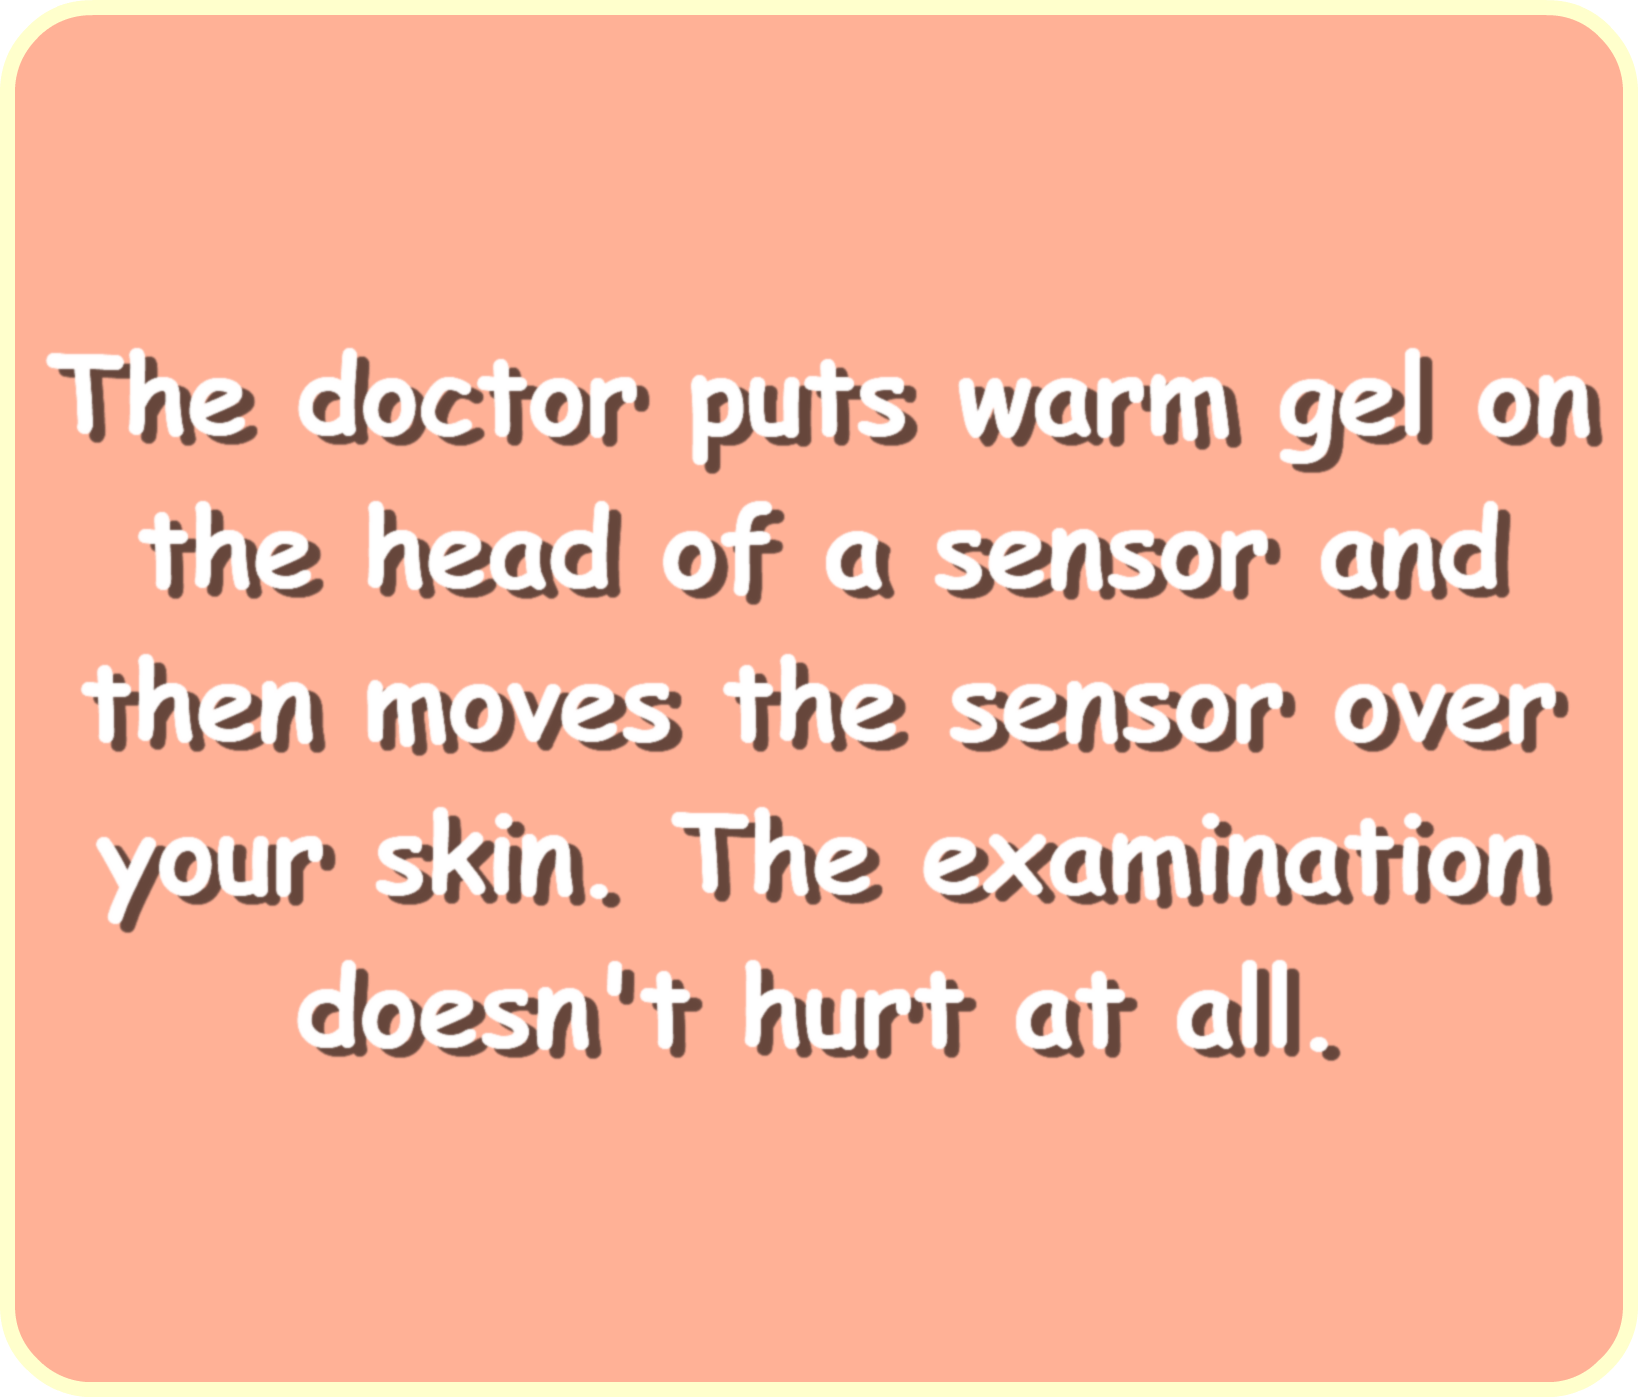 The doctor puts warm gel on
the head of a sensor and
then moves the sensor over
your skin. The examination
doesn't hurt at all.